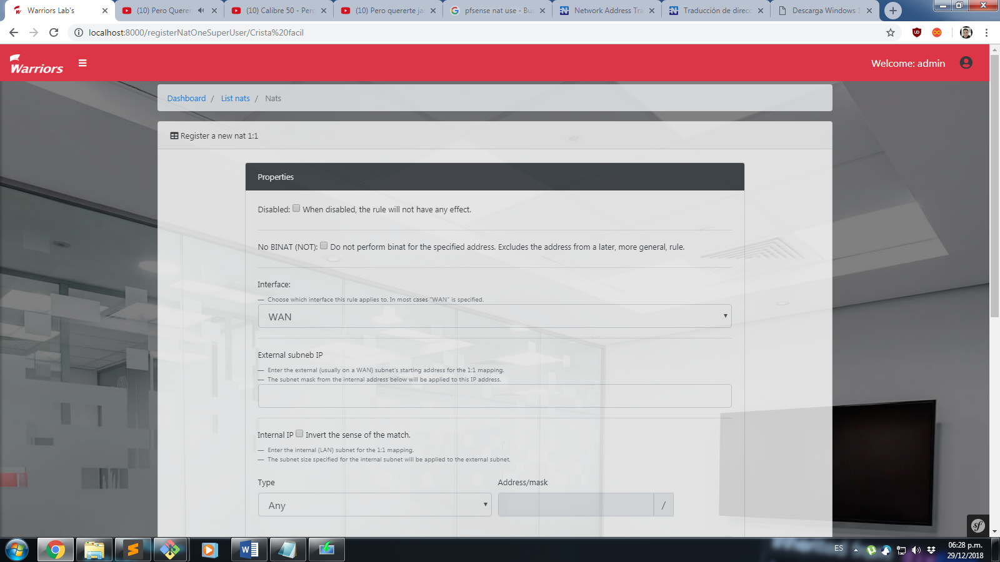 Warriors Lab's
(10) Pero Querer
(10) Calibre 50 - Pero
(10) Pero quererte ja
pfsense nat use - Bus
Network Address Tra
Traducción de direcc
Descarga Windows 1
localhost:8000/registerNatOneSuperUser/Crista%20facil
Warriors
Welcome: admin
Dashboard / List nats / Nats
Register a new nat 1:1
Properties
Disabled: When disabled, the rule will not have any effect.
No BINAT (NOT): Do not perform binat for the specified address. Excludes the address from a later, more general, rule.
Interface:
— Choose which interface this rule applies to. In most cases "WAN" is specified.
WAN
External subneb IP
— Enter the external (usually on a WAN) subnet's starting address for the 1:1 mapping.
— The subnet mask from the internal address below will be applied to this IP address.
Internal IP Invert the sense of the match.
— Enter the internal (LAN) subnet for the 1:1 mapping.
— The subnet size specified for the internal subnet will be applied to the external subnet.
Type Address/mask
Any /
sf
ES
06:28 p.m.
29/12/2018